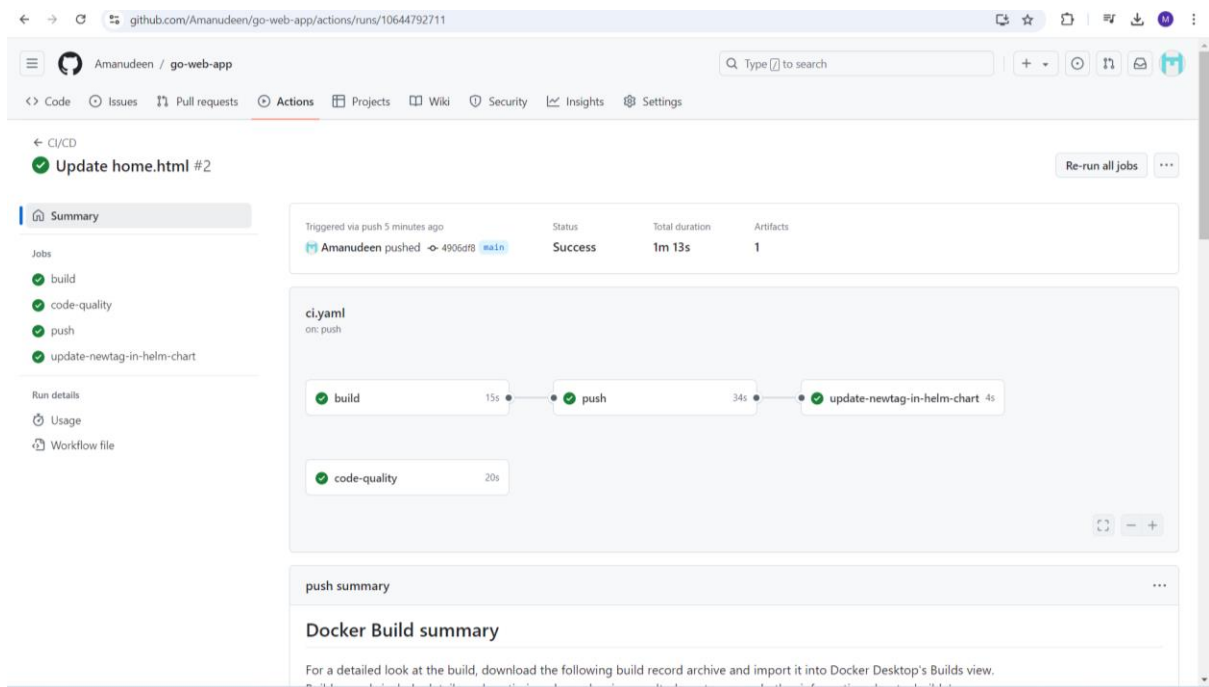 github.com/Amanudeen/go-web-app/actions/runs/10644792711
M
Amanudeen / go-web-app
Type / to search
Code Issues Pull requests Actions Projects Wiki Security Insights Settings
← CI/CD
Update home.html #2
Re-run all jobs
Summary
Jobs
build
code-quality
push
update-newtag-in-helm-chart
Run details
Usage
Workflow file
Triggered via push 5 minutes ago
Amanudeen pushed 4906df8 main
Status
Success
Total duration
1m 13s
Artifacts
1
ci.yaml
on: push
build 15s
push 34s
update-newtag-in-helm-chart 4s
code-quality 20s
push summary
Docker Build summary
For a detailed look at the build, download the following build record archive and import it into Docker Desktop's Builds view.